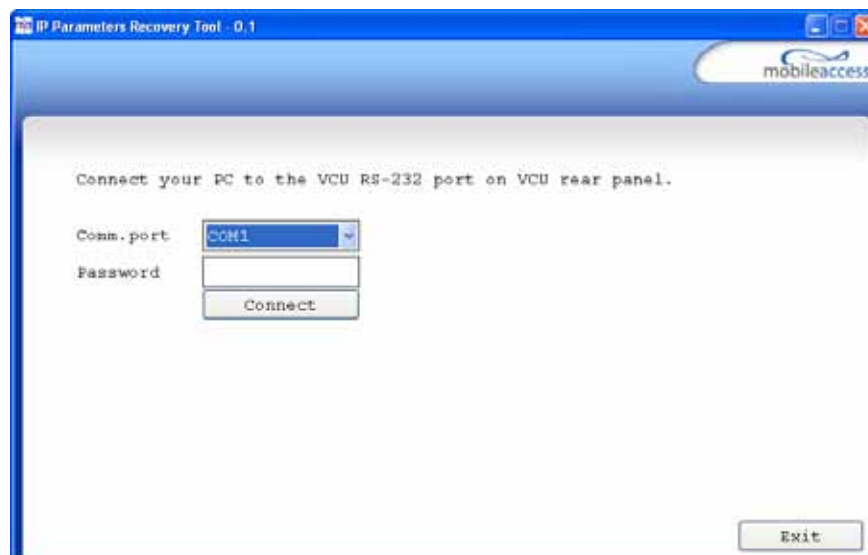 IP Parameters Recovery Tool - 0.1
mobileaccess
Connect your PC to the VCU RS-232 port on VCU rear panel.
Comm.port COM1
Password
Connect
Exit